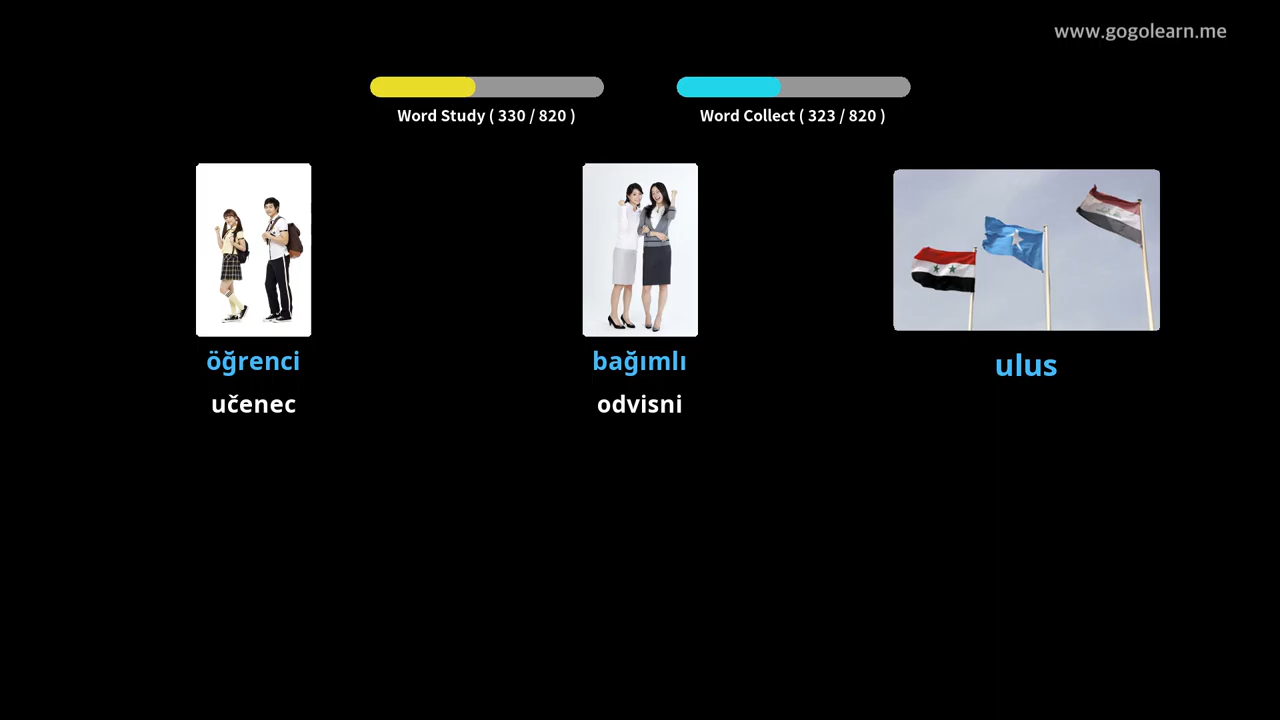 www.gogolearn.me
Word Study ( 330 / 820 )
Word Collect ( 323 / 820 )
öğrenci
učenec
bağımlı
odvisni
ulus